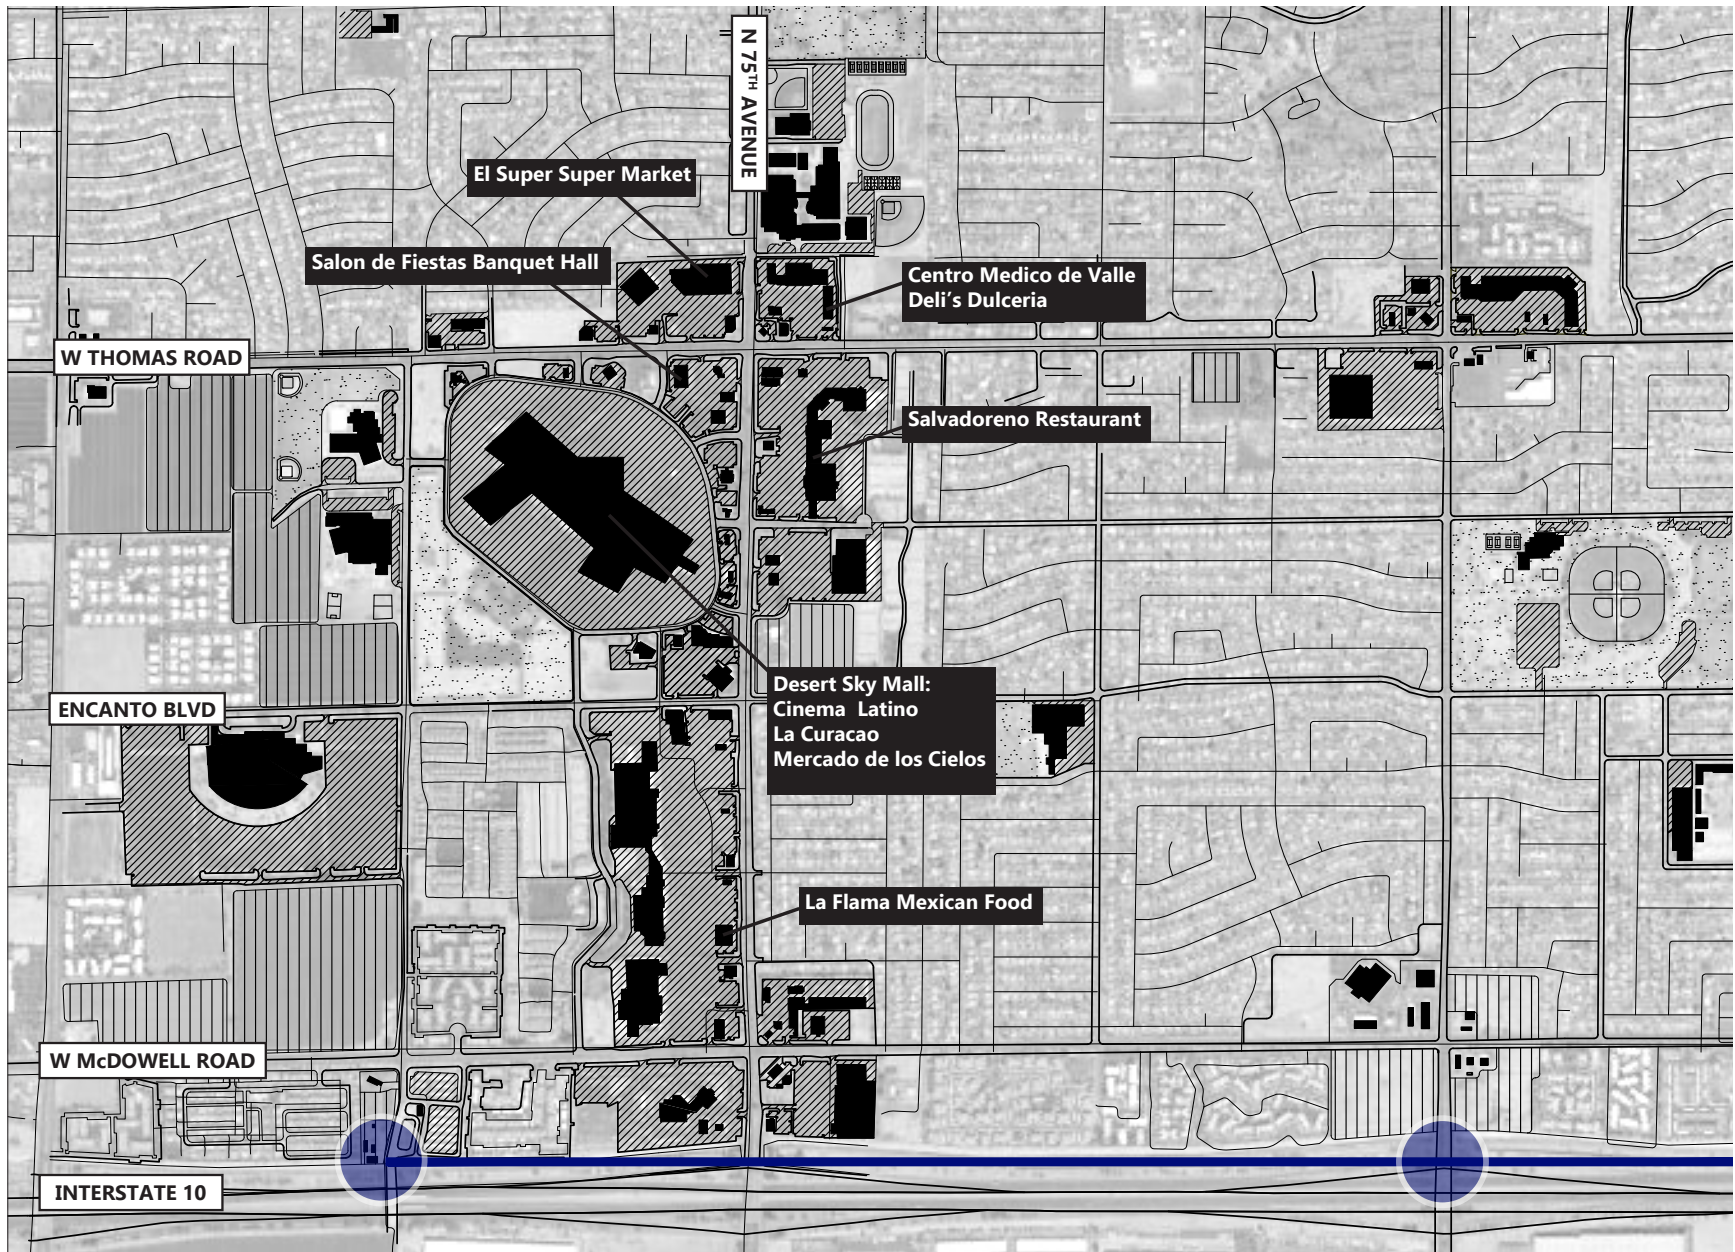 N 75TH AVENUE
El Super Super Market
Salon de Fiestas Banquet Hall
Centro Medico de Valle
Deli's Dulceria
W THOMAS ROAD
Salvadoreno Restaurant
Desert Sky Mall:
Cinema Latino
La Curacao
Mercado de los Cielos
ENCANTO BLVD
La Flama Mexican Food
W McDOWELL ROAD
INTERSTATE 10